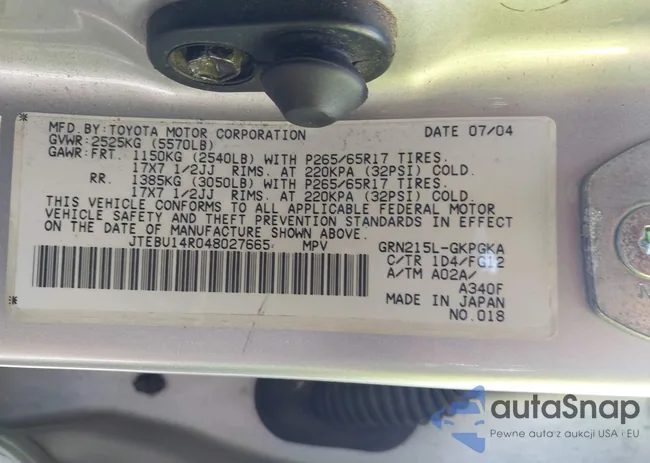 MFD.BY:TOYOTA MOTOR CORPORATION DATE 07/04
GVWR:2525KG (5570LB)
GAWR:FRT. 1150KG (2540LB) WITH P265/65R17 TIRES.
17X7 1/2JJ RIMS. AT 220KPA (32PSI) COLD.
RR. 1385KG (3050LB) WITH P265/65R17 TIRES.
17X7 1/2JJ RIMS. AT 220KPA (32PSI) COLD.
THIS VEHICLE CONFORMS TO ALL APPLICABLE FEDERAL MOTOR
VEHICLE SAFETY AND THEFT PREVENTION STANDARDS IN EFFECT
ON THE DATE OF MANUFACTURE SHOWN ABOVE.
JTEBU14R048027665 MPV GRN215L-GKPGKA
C/TR 1D4/FG12
A/TM A02A/
A340F
MADE IN JAPAN
NO.018
autaSnap
Pewne auta z aukcji USA i EU